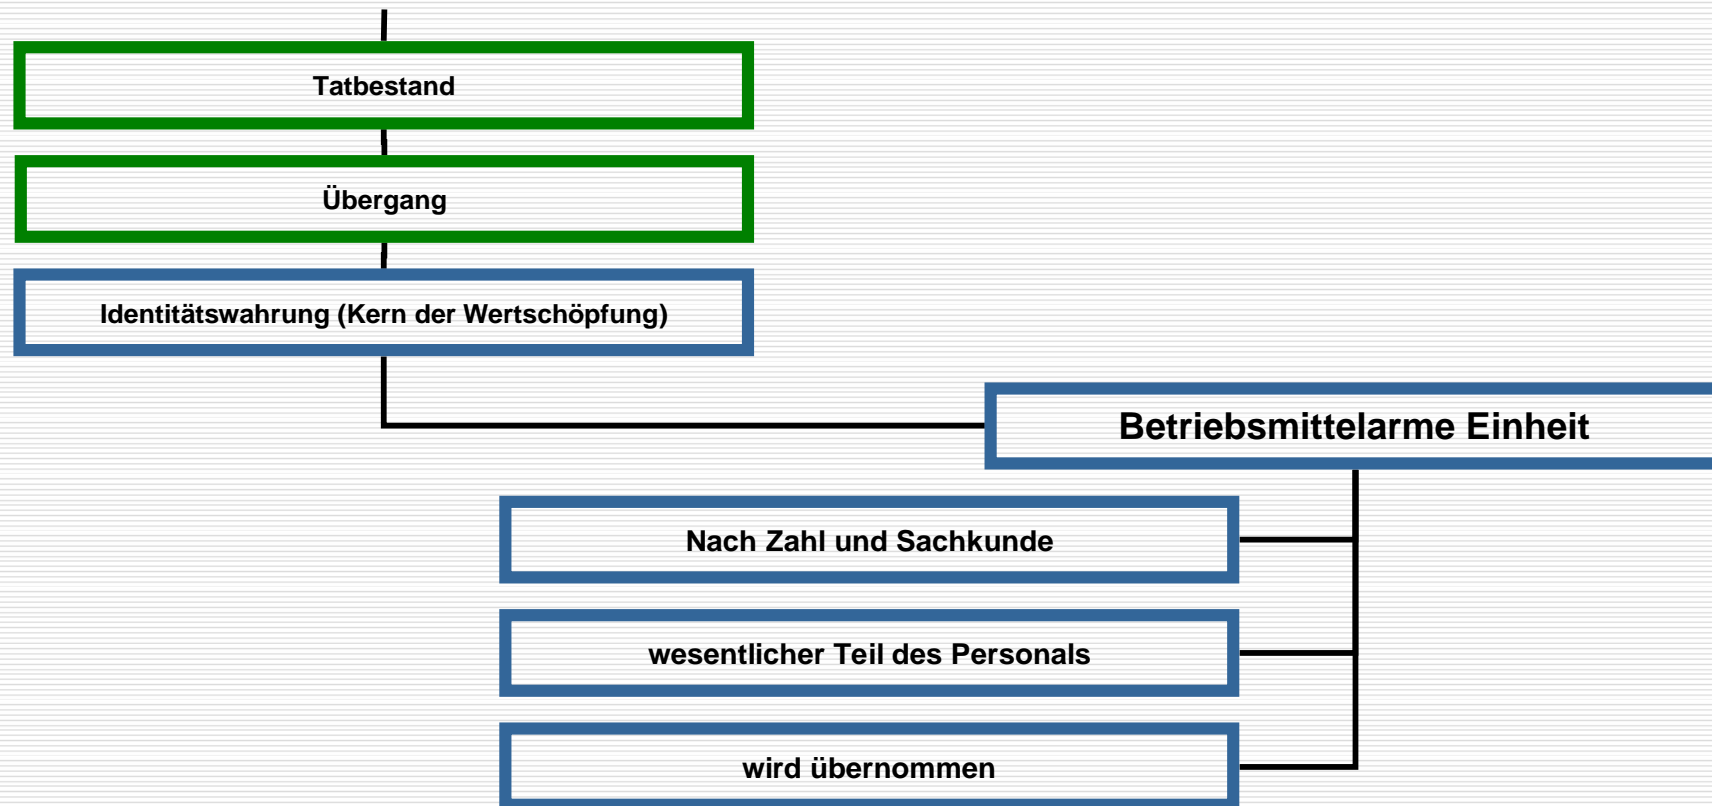 Tatbestand
Übergang
Identitätswahrung (Kern der Wertschöpfung)
Betriebsmittelarme Einheit
Nach Zahl und Sachkunde
wesentlicher Teil des Personals
wird übernommen